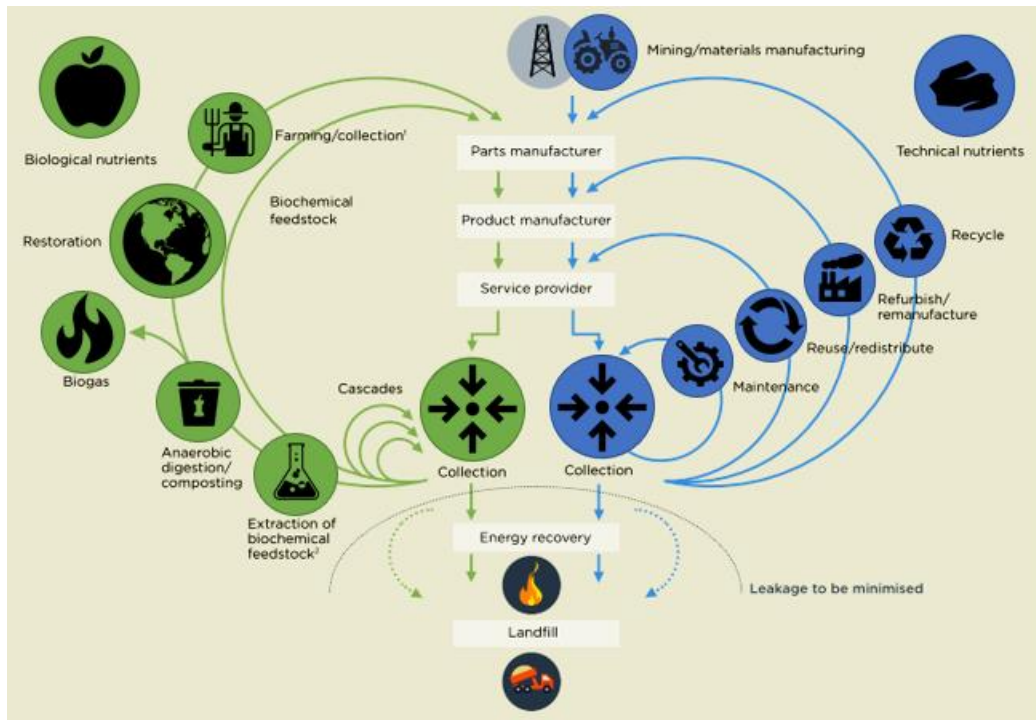 Mining/materials manufacturing
Biological nutrients
Farming/collection¹
Parts manufacturer
Technical nutrients
Biochemical
feedstock
Product manufacturer
Restoration
Recycle
Service provider
Refurbish/
remanufacture
Reuse/redistribute
Biogas
Cascades
Maintenance
Anaerobic
digestion/
composting
Collection
Collection
Extraction of
biochemical
feedstock²
Energy recovery
Leakage to be minimised
Landfill